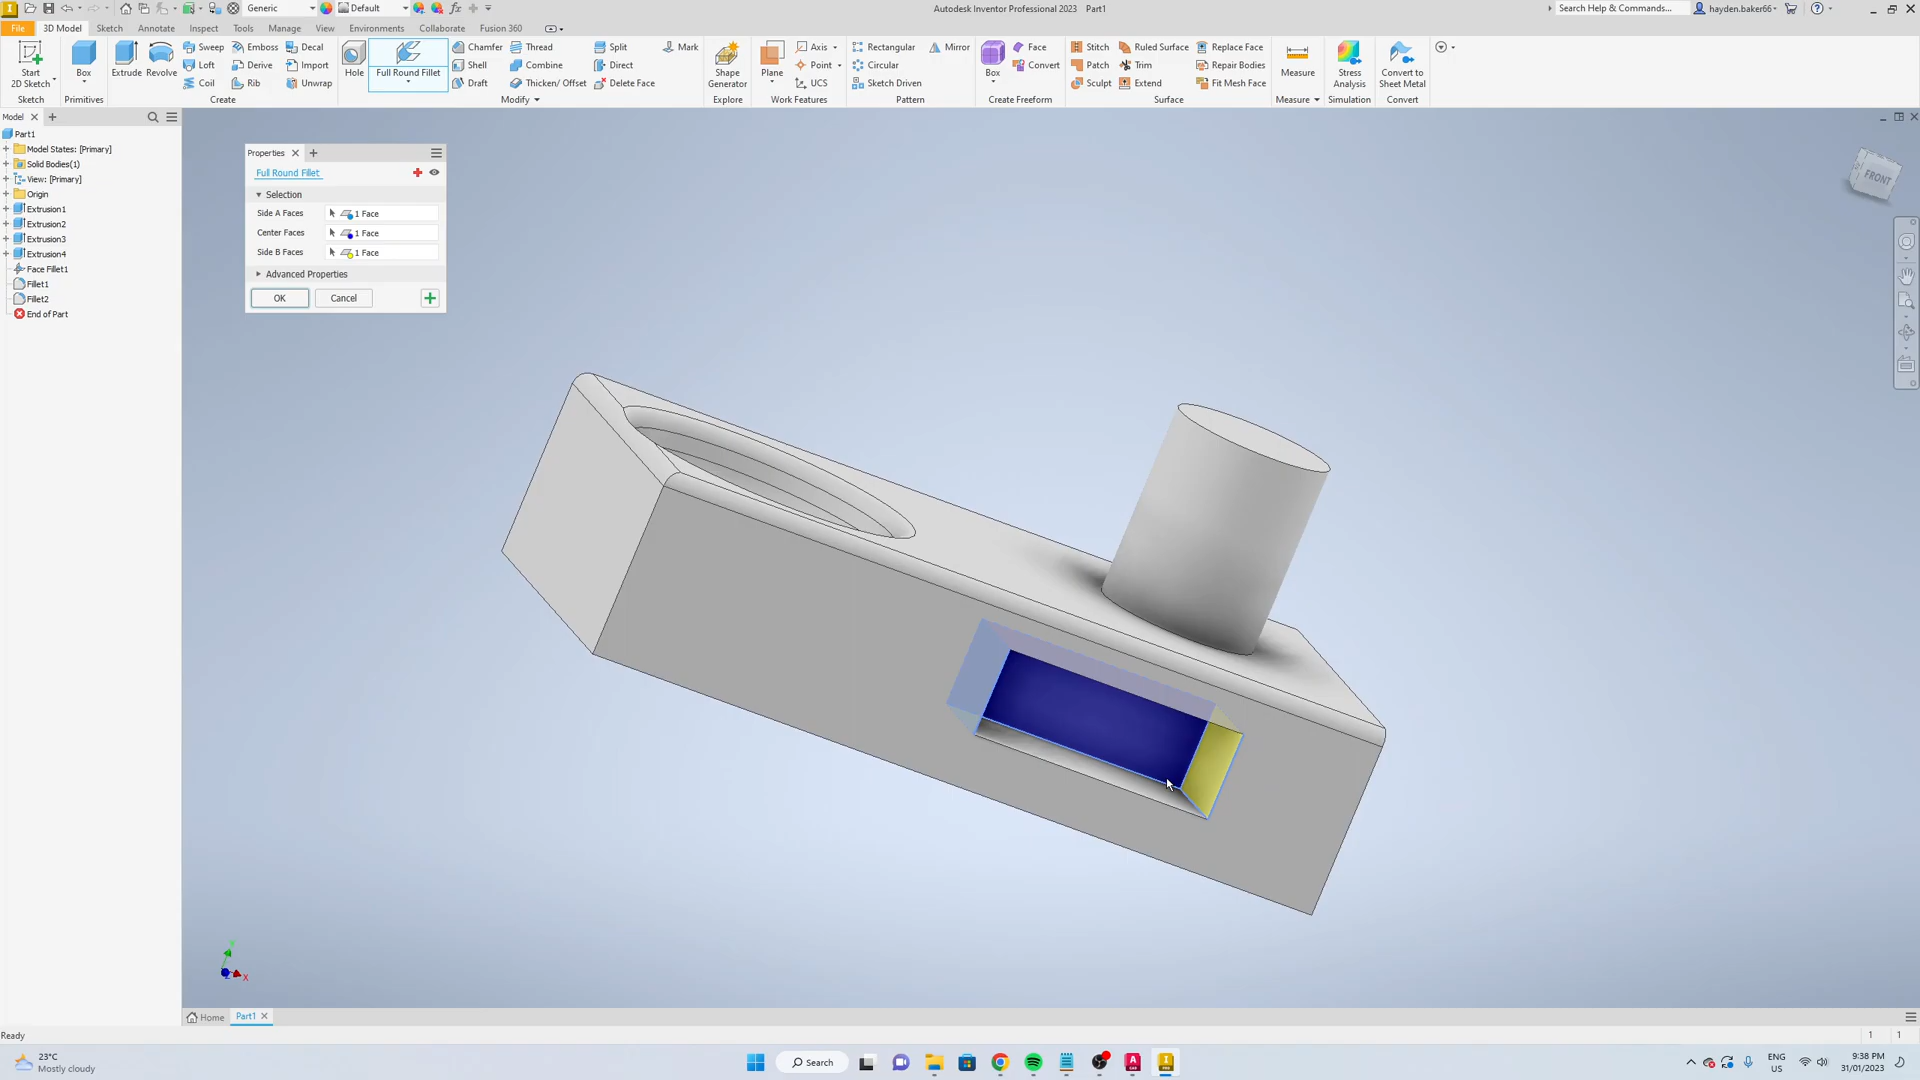 Generic
Default
Autodesk Inventor Professional 2023 Part1
Search Help & Commands...
hayden.baker66
File 3D Model Sketch Annotate Inspect Tools Manage View Environments Collaborate Fusion 360
Start
2D Sketch
Sketch
Box
Primitives
Extrude
Revolve
Sweep
Loft
Coil
Emboss
Derive
Rib
Decal
Import
Unwrap
Create
Hole
Full Round Fillet
Chamfer
Shell
Draft
Thread
Combine
Thicken/ Offset
Split
Direct
Delete Face
Mark
Modify
Shape
Generator
Explore
Plane
Axis
Point
UCS
Work Features
Rectangular
Circular
Sketch Driven
Mirror
Pattern
Box
Face
Convert
Create Freeform
Stitch
Patch
Sculpt
Ruled Surface
Trim
Extend
Replace Face
Repair Bodies
Fit Mesh Face
Surface
Measure
Measure
Stress
Analysis
Simulation
Convert to
Sheet Metal
Convert
Model
Part1
Model States: [Primary]
Solid Bodies(1)
View: [Primary]
Origin
Extrusion1
Extrusion2
Extrusion3
Extrusion4
Face Fillet1
Fillet1
Fillet2
End of Part
Properties
Full Round Fillet
Selection
Side A Faces 1 Face
Center Faces 1 Face
Side B Faces 1 Face
Advanced Properties
OK Cancel
FRONT
X
Home Part1
Ready
1 1
23°C
Mostly cloudy
Search
ENG
US
9:38 PM
31/01/2023